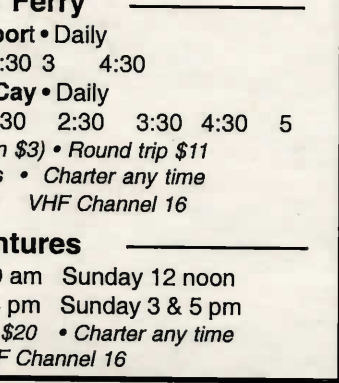 Ferry
port • Daily
:30 3 4:30
Cay • Daily
30 2:30 3:30 4:30 5
n $3) • Round trip $11
s • Charter any time
VHF Channel 16
ntures
am Sunday 12 noon
pm Sunday 3 & 5 pm
$20 • Charter any time
F Channel 16